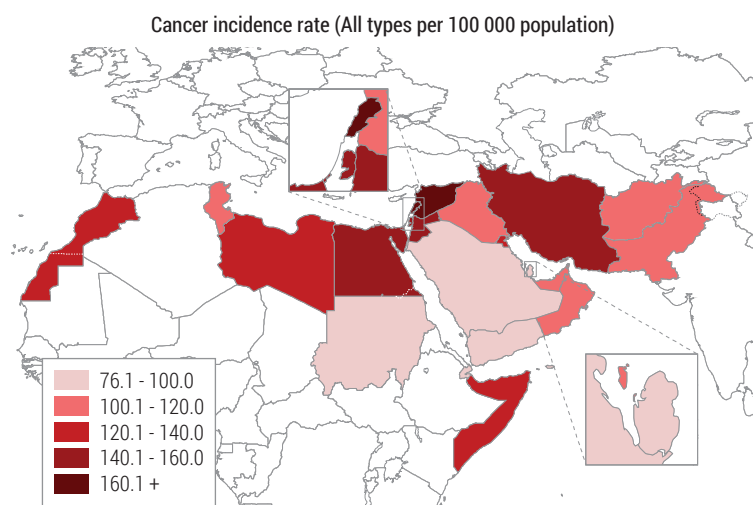 Cancer incidence rate (All types per 100 000 population)
76.1 - 100.0
100.1 - 120.0
120.1 - 140.0
140.1 - 160.0
160.1 +